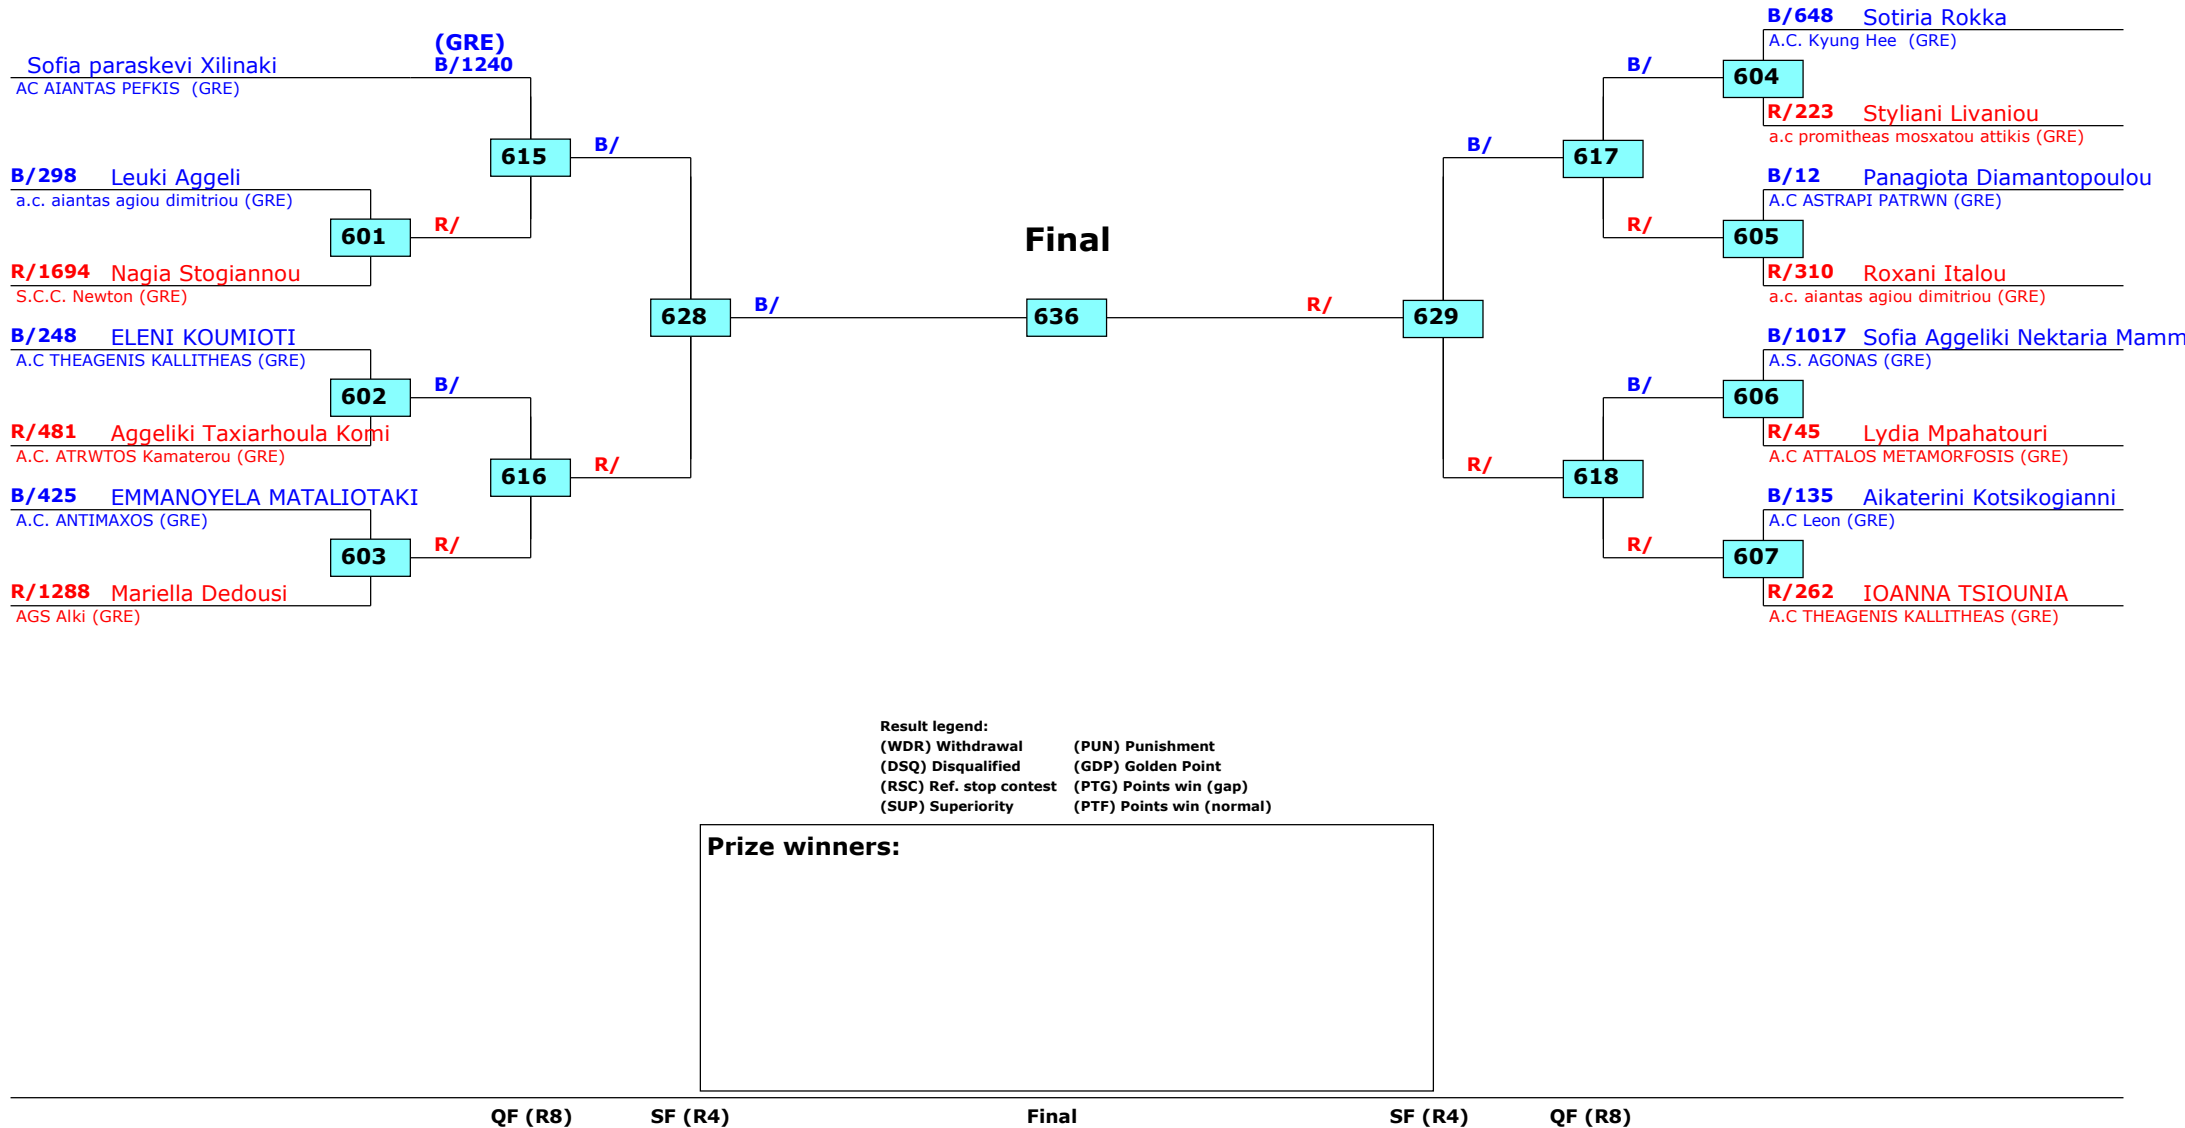 (GRE)
Sofia paraskevi Xilinaki B/1240
AC AIANTAS PEFKIS (GRE)
615 B/
B/298 Leuki Aggeli
a.c. aiantas agiou dimitriou (GRE)
601 R/
R/1694 Nagia Stogiannou
S.C.C. Newton (GRE)
628 B/
B/248 ELENI KOUMIOTI
A.C THEAGENIS KALLITHEAS (GRE)
602 B/
R/481 Aggeliki Taxiarhoula Komi
A.C. ATRWTOS Kamaterou (GRE)
616 R/
B/425 EMMANOYELA MATALIOTAKI
A.C. ANTIMAXOS (GRE)
603 R/
R/1288 Mariella Dedousi
AGS Alki (GRE)
Final
636
B/648 Sotiria Rokka
A.C. Kyung Hee (GRE)
B/ 604
R/223 Styliani Livaniou
a.c promitheas mosxatou attikis (GRE)
B/ 617
B/12 Panagiota Diamantopoulou
A.C ASTRAPI PATRWN (GRE)
R/ 605
R/310 Roxani Italou
a.c. aiantas agiou dimitriou (GRE)
R/ 629
B/1017 Sofia Aggeliki Nektaria Mamm
A.S. AGONAS (GRE)
B/ 606
R/45 Lydia Mpahatouri
A.C ATTALOS METAMORFOSIS (GRE)
R/ 618
B/135 Aikaterini Kotsikogianni
A.C Leon (GRE)
R/ 607
R/262 IOANNA TSIOUNIA
A.C THEAGENIS KALLITHEAS (GRE)
Result legend:
(WDR) Withdrawal (PUN) Punishment
(DSQ) Disqualified (GDP) Golden Point
(RSC) Ref. stop contest (PTG) Points win (gap)
(SUP) Superiority (PTF) Points win (normal)
Prize winners:
QF (R8) SF (R4) Final SF (R4) QF (R8)